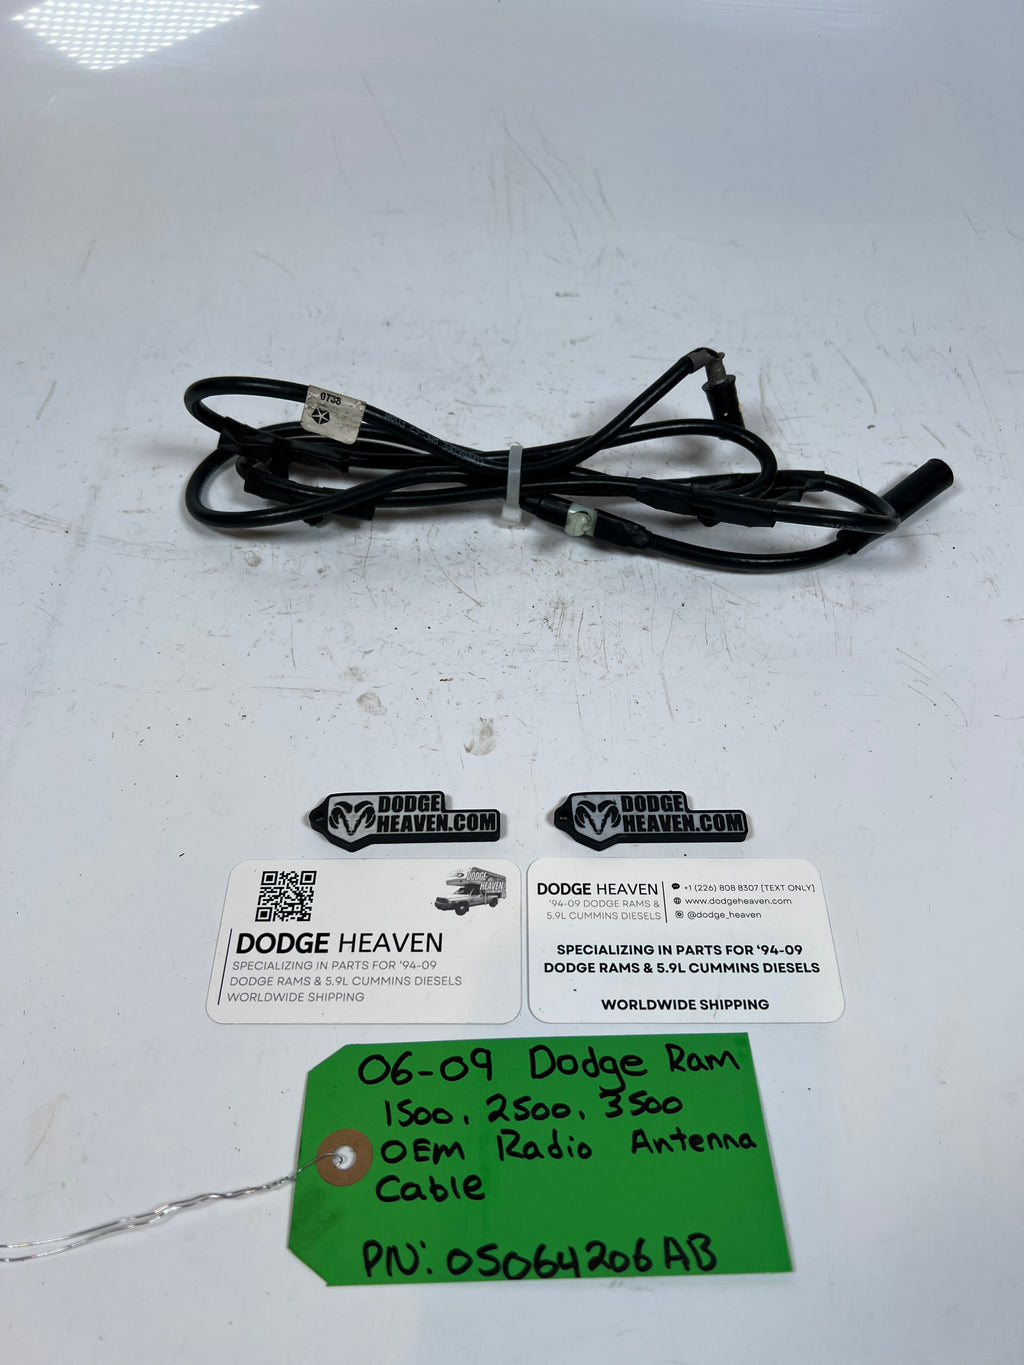 0738
DODGE
HEAVEN.COM
DODGE
HEAVEN.COM
DODGE
HEAVEN
DODGE HEAVEN
SPECIALIZING IN PARTS FOR '94-09
DODGE RAMS & 5.9L CUMMINS DIESELS
WORLDWIDE SHIPPING
DODGE HEAVEN
'94-09 DODGE RAMS &
5.9L CUMMINS DIESELS
+1 (226) 808 8307 [TEXT ONLY]
www.dodgeheaven.com
@dodge_heaven
SPECIALIZING IN PARTS FOR '94-09
DODGE RAMS & 5.9L CUMMINS DIESELS
WORLDWIDE SHIPPING
06-09 Dodge Ram
1500, 2500, 3500
OEM Radio Antenna
Cable
PN: 05064206AB